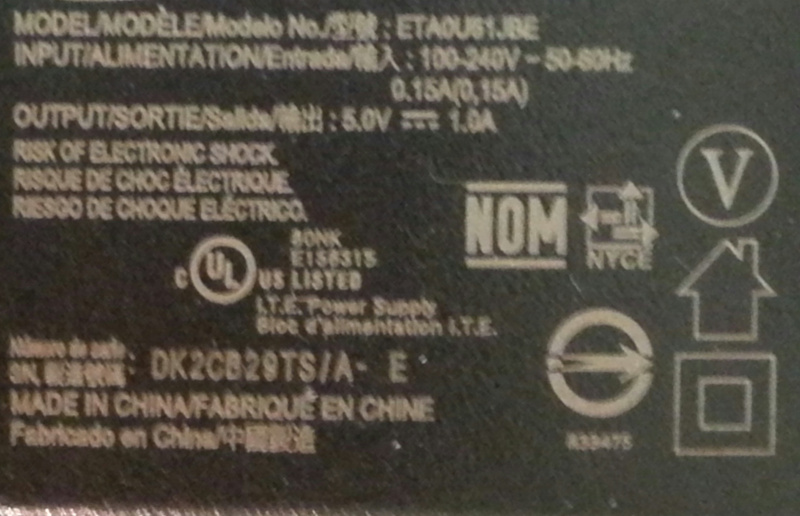 MODEL/MODÈLE/Modelo No./型號 : ETA0U81JBE
INPUT/ALIMENTATION/Entrada/輸入 : 100-240V ~ 50-60Hz
0.15A(0,15A)
OUTPUT/SORTIE/Salida/輸出 : 5.0V ⎓ 1.0A
RISK OF ELECTRONIC SHOCK.
RISQUE DE CHOC ÉLECTRIQUE.
RIESGO DE CHOQUE ELÉCTRICO.
V
NOM
NYCE
C UL US LISTED
I.T.E. Power Supply
Bloc d'alimentation I.T.E.
DK2CB29TS/A- E
MADE IN CHINA/FABRIQUÉ EN CHINE
Fabricado en China/中國製造